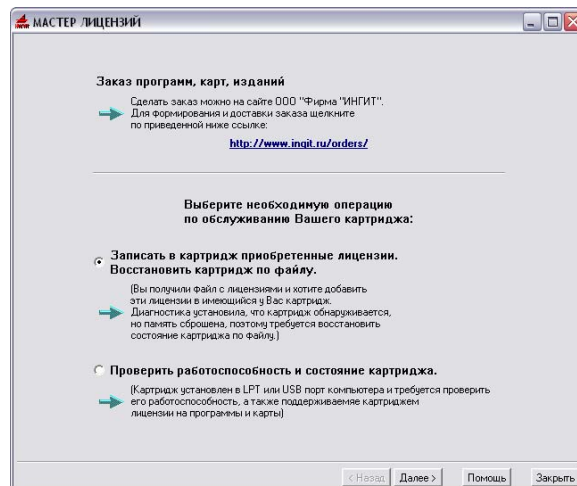 МАСТЕР ЛИЦЕНЗИЙ
Заказ программ, карт, изданий
Сделать заказ можно на сайте ООО "Фирма "ИНГИТ".
Для формирования и доставки заказа щелкните
по приведенной ниже ссылке:
http://www.ingit.ru/orders/
Выберите необходимую операцию
по обслуживанию Вашего картриджа:
Записать в картридж приобретенные лицензии.
Восстановить картридж по файлу.
(Вы получили файл с лицензиями и хотите добавить
эти лицензии в имеющийся у Вас картридж.
Диагностика установила, что картридж обнаруживается,
но память сброшена, поэтому требуется восстановить
состояние картриджа по файлу.)
Проверить работоспособность и состояние картриджа.
(Картридж установлен в LPT или USB порт компьютера и требуется проверить
его работоспособность, а также поддерживаемяе картриджем
лицензии на программы и карты)
< Назад Далее > Помощь Закрыть